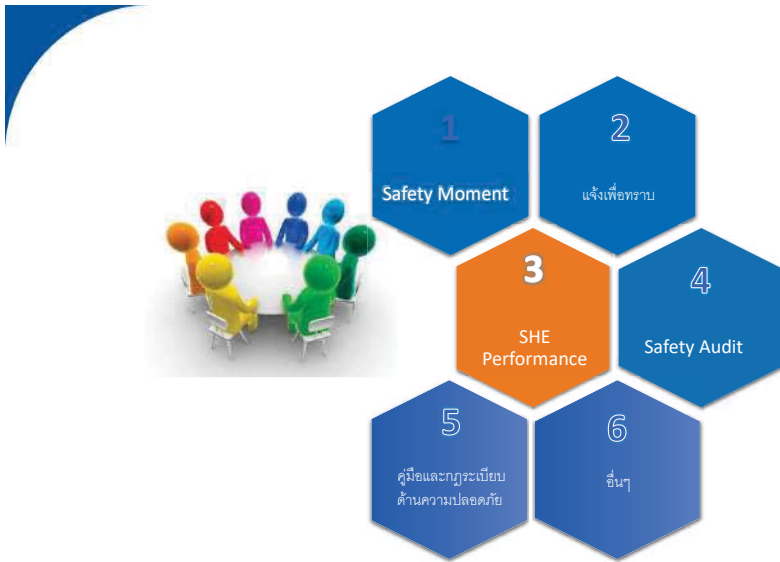 1
Safety Moment
2
แจ้งเพื่อทราบ
3
SHE
Performance
4
Safety Audit
5
คู่มือและกฎระเบียบ
ด้านความปลอดภัย
6
อื่นๆ